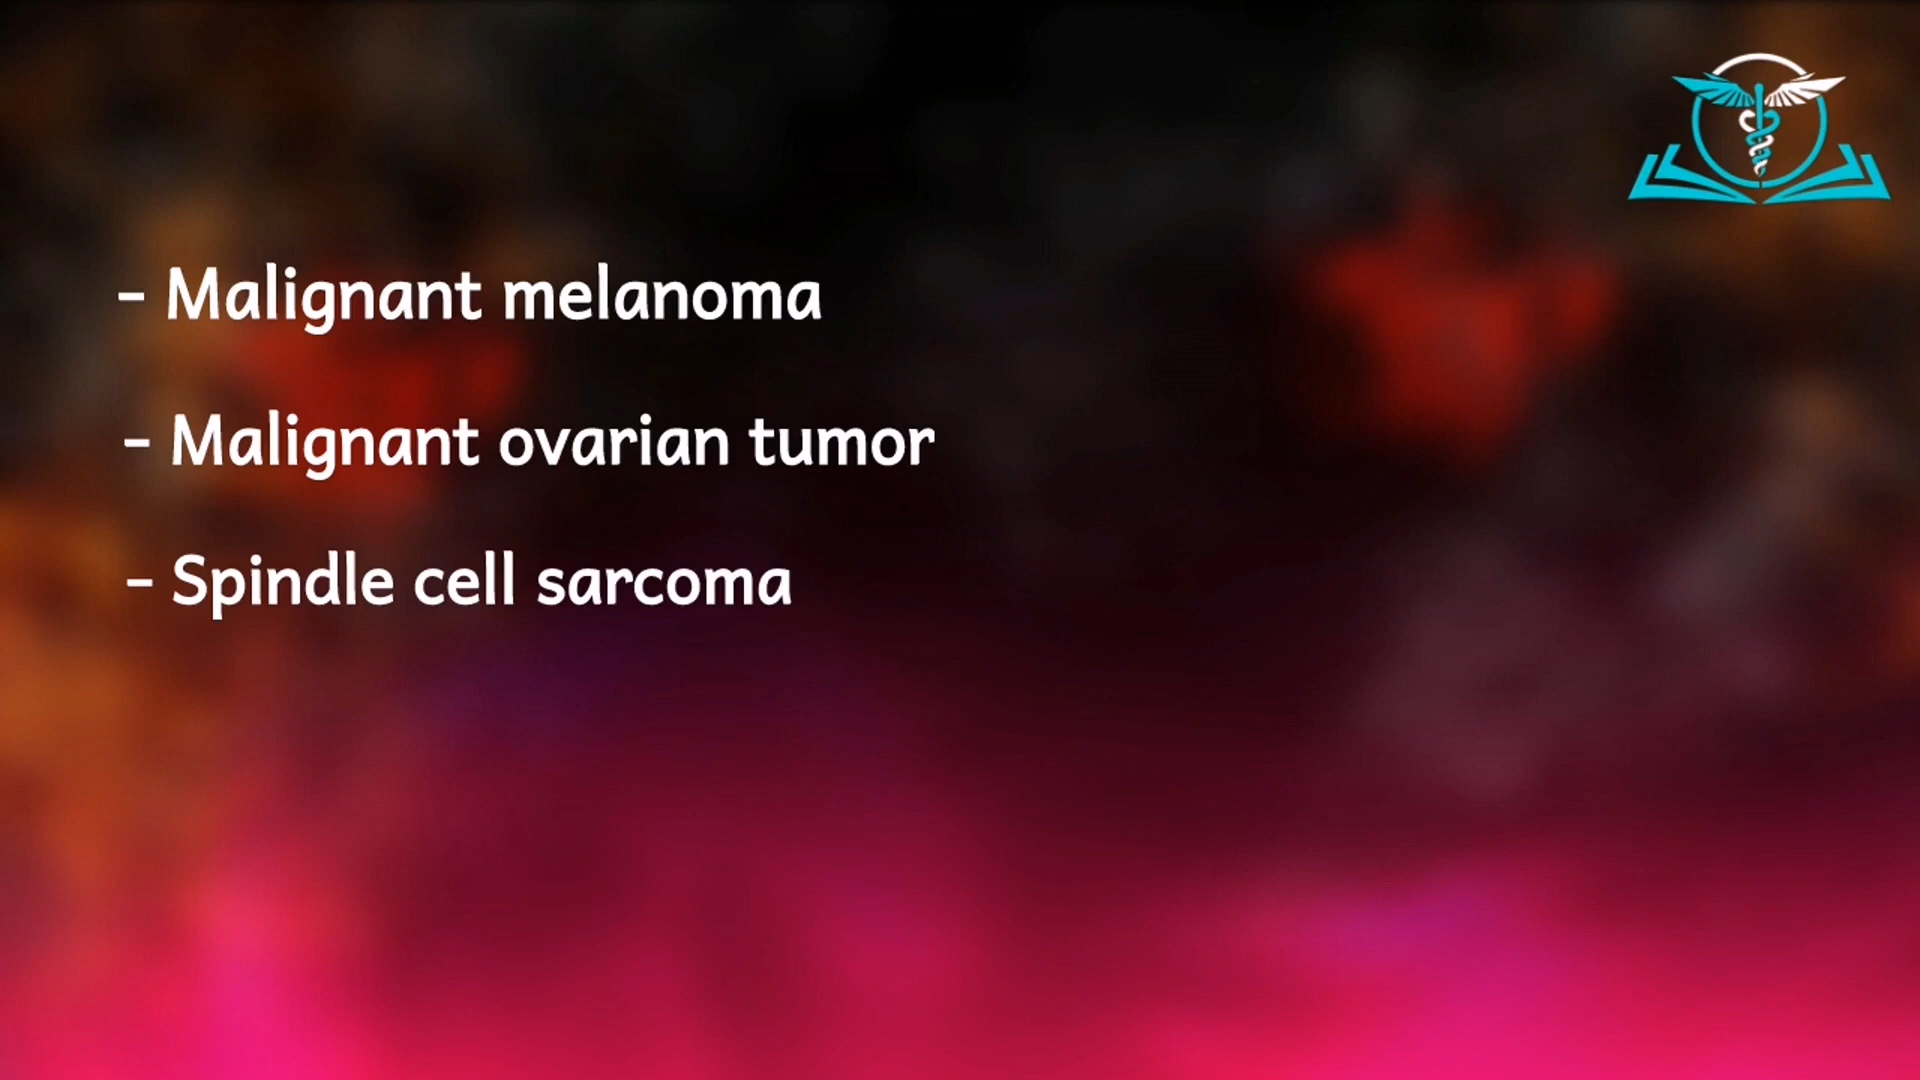 - Malignant melanoma
- Malignant ovarian tumor
- Spindle cell sarcoma